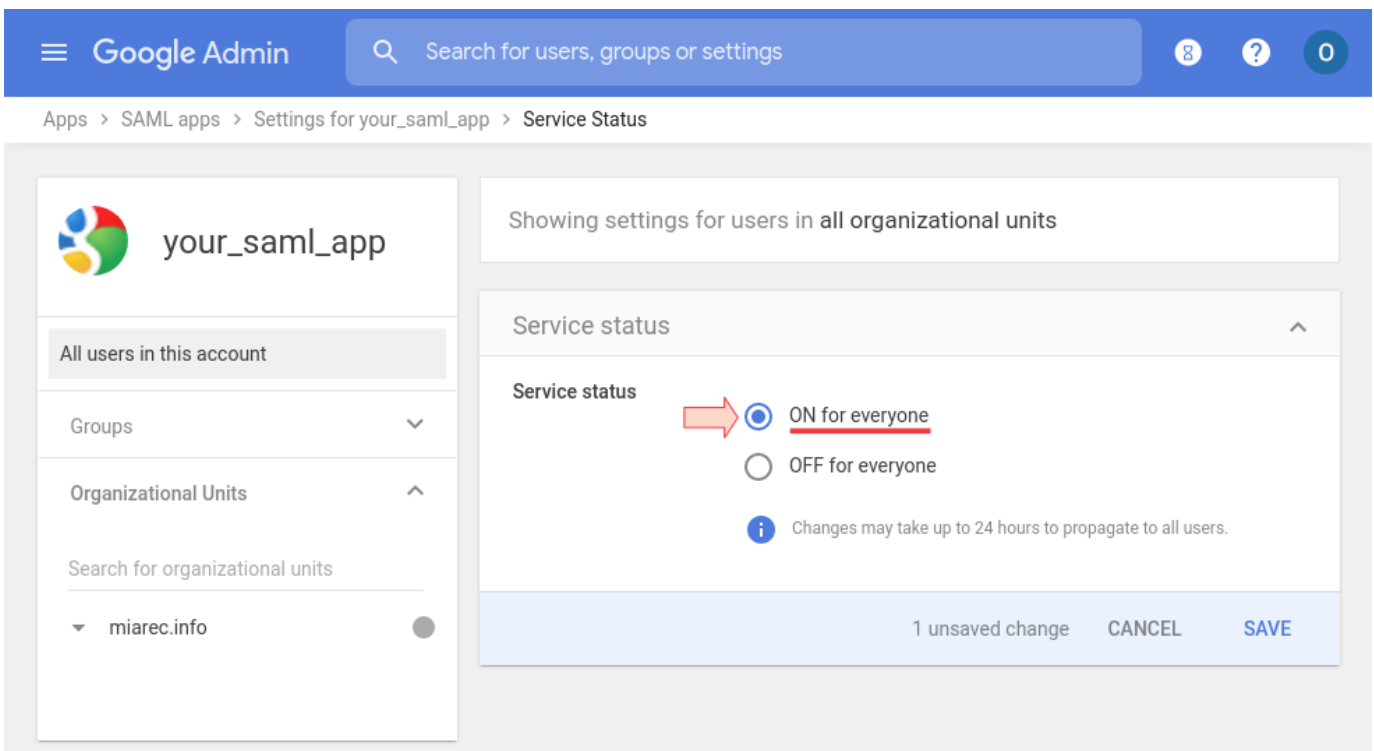 Google Admin
Search for users, groups or settings
O
Apps > SAML apps > Settings for your_saml_app > Service Status
your_saml_app
All users in this account
Groups
Organizational Units
Search for organizational units
miarec.info
Showing settings for users in all organizational units
Service status
Service status
ON for everyone
OFF for everyone
Changes may take up to 24 hours to propagate to all users.
1 unsaved change CANCEL SAVE